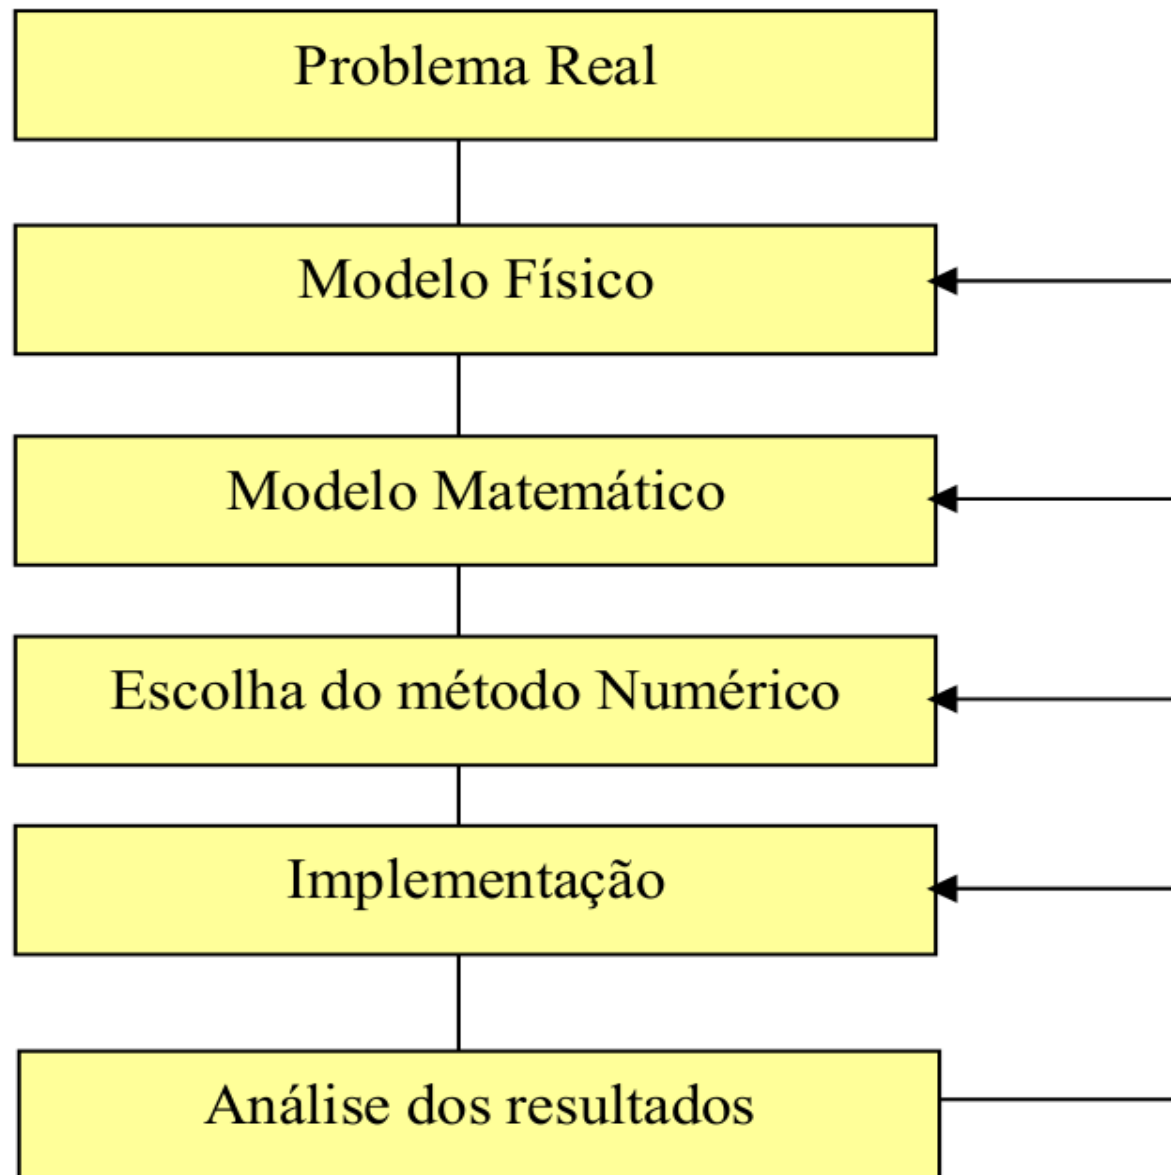 Problema Real
Modelo Físico
Modelo Matemático
Escolha do método Numérico
Implementação
Análise dos resultados